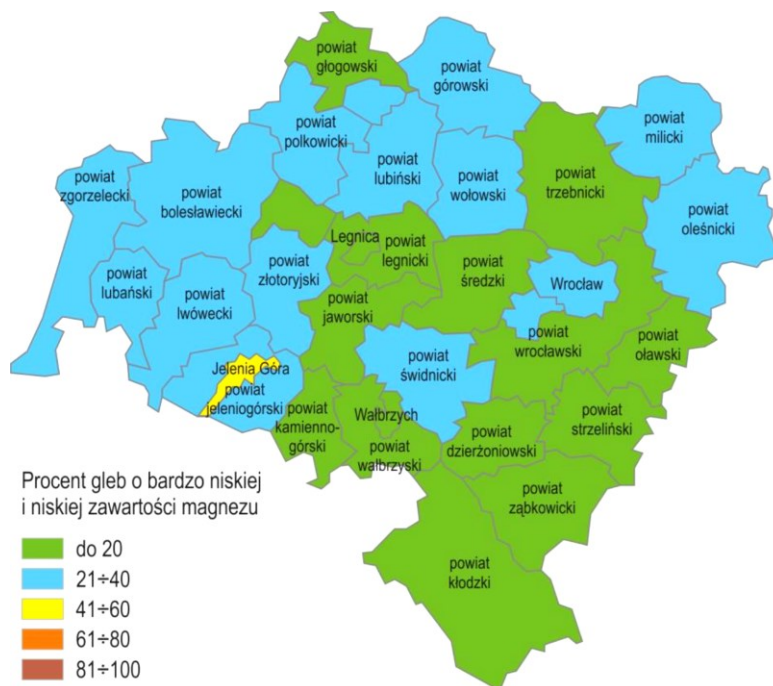 powiat
głogowski
powiat
górowski
powiat
milicki
powiat
polkowicki
powiat
lubiński
powiat
wołowski
powiat
trzebnicki
powiat
zgorzelecki
powiat
bolesławiecki
powiat
oleśnicki
Legnica
powiat
legnicki
powiat
złotoryjski
powiat
średzki
Wrocław
powiat
lubański
powiat
lwówecki
powiat
jaworski
powiat
wrocławski
powiat
oławski
Jelenia Góra
powiat
jeleniogórski
powiat
świdnicki
powiat
kamienno-
górski
Wałbrzych
powiat
wałbrzyski
powiat
dzierżoniowski
powiat
strzeliński
powiat
ząbkowicki
powiat
kłodzki
Procent gleb o bardzo niskiej
i niskiej zawartości magnezu
do 20
21÷40
41÷60
61÷80
81÷100